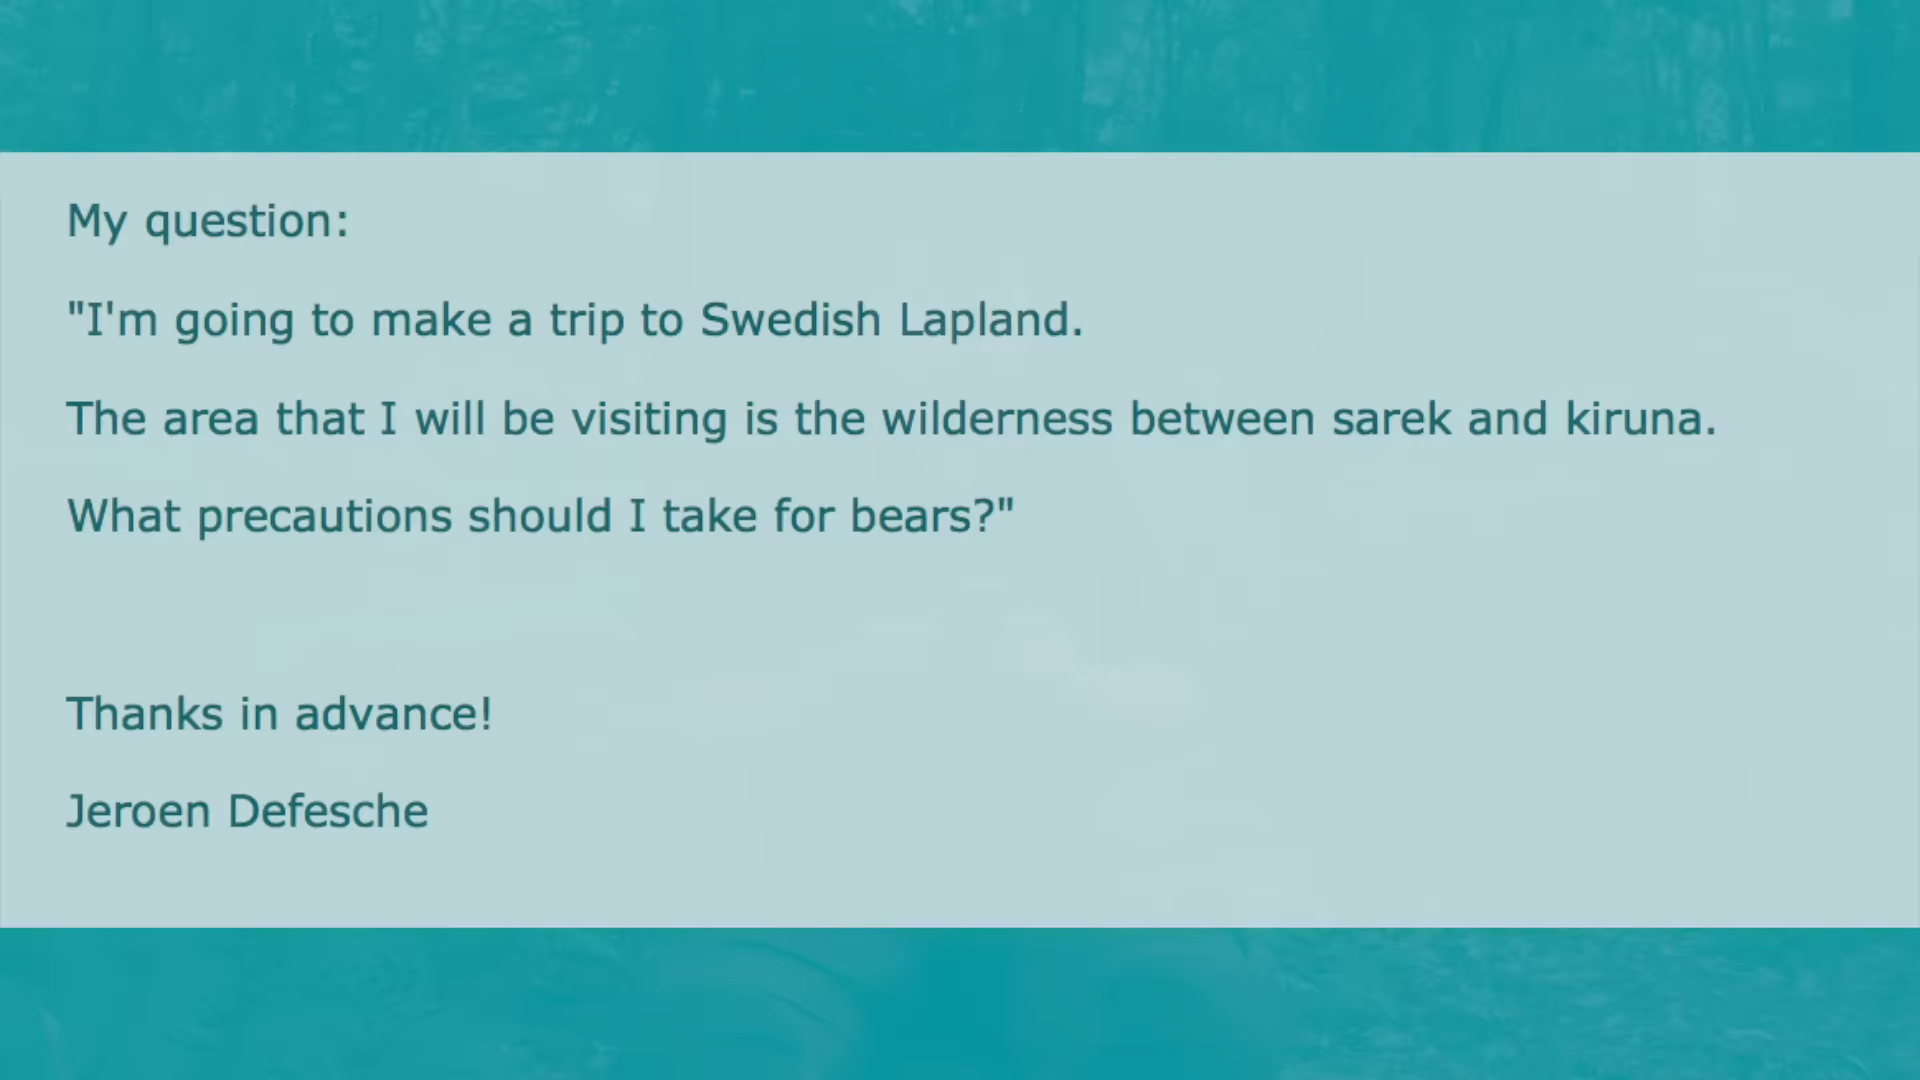 My question:
"I'm going to make a trip to Swedish Lapland.
The area that I will be visiting is the wilderness between sarek and kiruna.
What precautions should I take for bears?"
Thanks in advance!
Jeroen Defesche